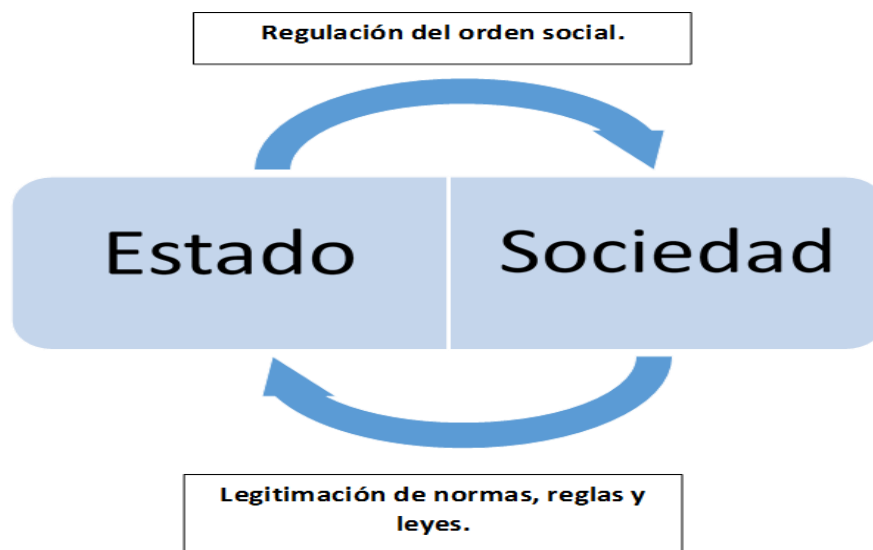 Regulación del orden social.
Estado
Sociedad
Legitimación de normas, reglas y
leyes.